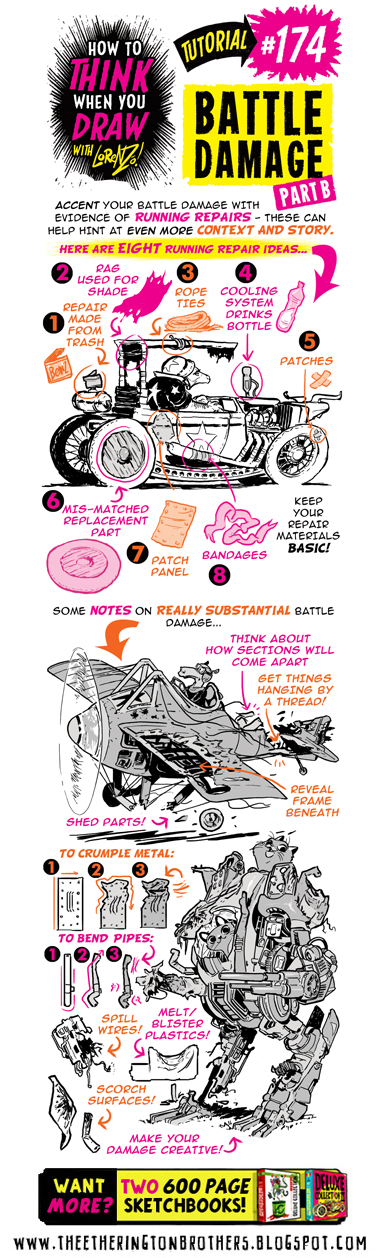 HOW TO
THINK
WHEN YOU
DRAW
WITH LORENZO!
TUTORIAL
#174
BATTLE
DAMAGE
PART B
ACCENT YOUR BATTLE DAMAGE WITH
EVIDENCE OF RUNNING REPAIRS - THESE CAN
HELP HINT AT EVEN MORE CONTEXT AND STORY.
HERE ARE EIGHT RUNNING REPAIR IDEAS...
2
RAG
USED FOR
SHADE
3
ROPE
TIES
4
COOLING
SYSTEM
DRINKS
BOTTLE
1
REPAIR
MADE
FROM
TRASH
5
PATCHES
6
MIS-MATCHED
REPLACEMENT
PART
7
PATCH
PANEL
BANDAGES
8
KEEP
YOUR
REPAIR
MATERIALS
BASIC!
SOME NOTES ON REALLY SUBSTANTIAL BATTLE
DAMAGE...
THINK ABOUT
HOW SECTIONS WILL
COME APART
GET THINGS
HANGING BY
A THREAD!
REVEAL
FRAME
BENEATH
SHED PARTS!
TO CRUMPLE METAL:
1
2
3
TO BEND PIPES:
1
2
3
SPILL
WIRES!
MELT/
BLISTER
PLASTICS!
SCORCH
SURFACES!
MAKE YOUR
DAMAGE CREATIVE!
WANT
MORE?
TWO 600 PAGE
SKETCHBOOKS!
DELUXE
COLLECTION
WWW.THEETHERINGTONBROTHERS.BLOGSPOT.COM